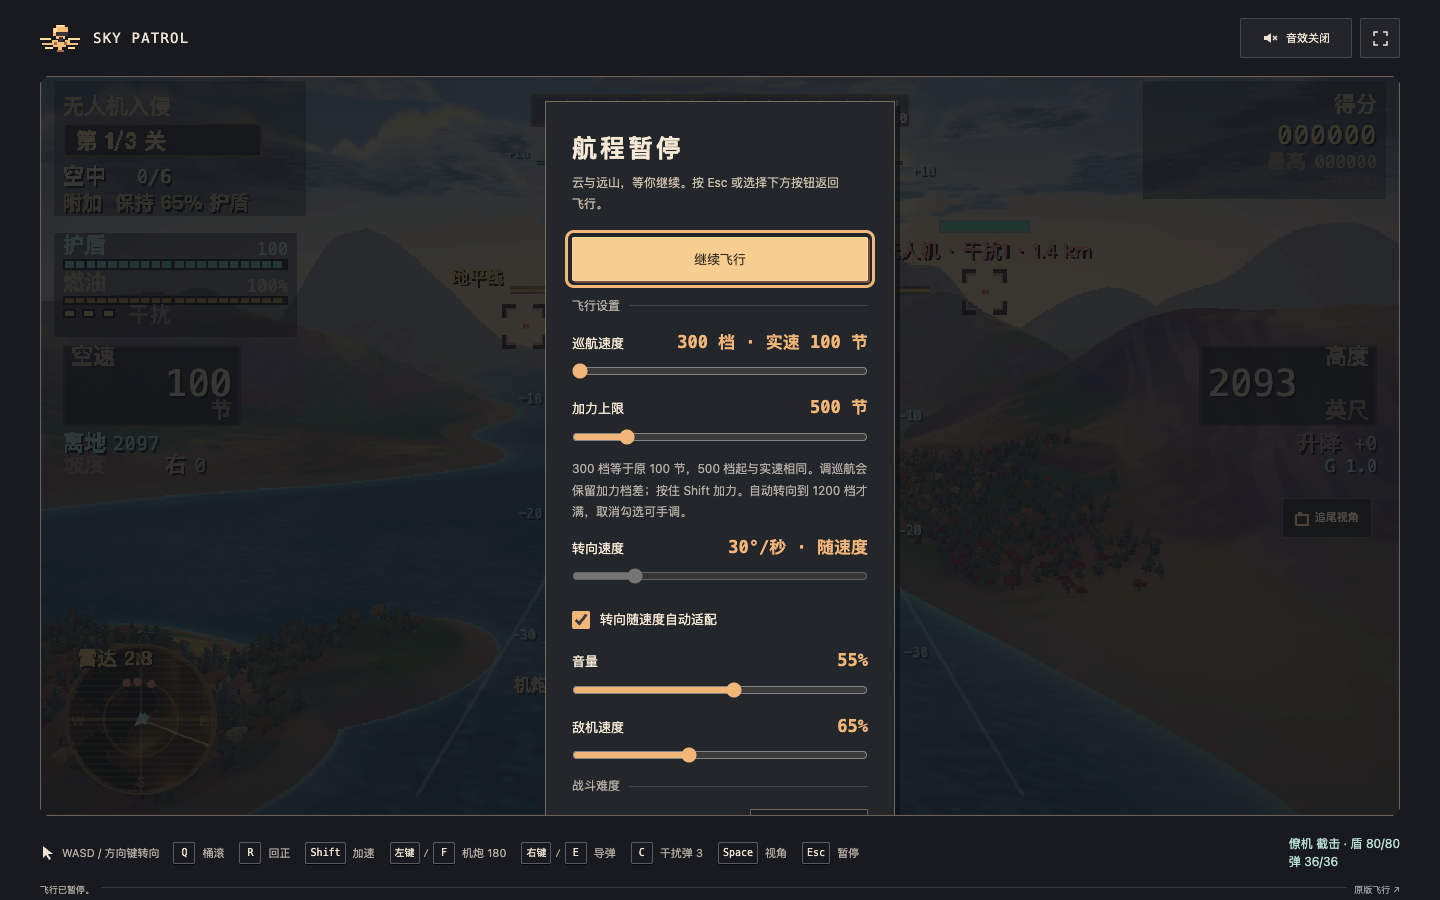 SKY PATROL
音效关闭
无人机入侵
第 1/3 关
空中 0/6
附加 保持 65% 护盾
护盾 100
燃油 100%
干扰
空速
100
节
离地 2097
坡度 右 0
雷达 2.8
W E
S
地平线
航程暂停
云与远山，等你继续。按 Esc 或选择下方按钮返回
飞行。
继续飞行
飞行设置
巡航速度 300 档 · 实速 100 节
加力上限 500 节
300 档等于原 100 节，500 档起与实速相同。调巡航会
保留加力档差；按住 Shift 加力。自动转向到 1200 档才
满，取消勾选可手调。
转向速度 30°/秒 · 随速度
转向随速度自动适配
音量 55%
敌机速度 65%
战斗难度
+10
-10
-20
-30
机炮
+10
-10
-20
-30
人机 · 干扰I · 1.4 km
得分
000000
最高 000000
高度
2093
英尺
升降 +0
G 1.0
追尾视角
WASD / 方向键转向 Q 桶滚 R 回正 Shift 加速 左键 / F 机炮 180 右键 / E 导弹 C 干扰弹 3 Space 视角 Esc 暂停
僚机 截击 · 盾 80/80
弹 36/36
飞行已暂停。
原版飞行 ↗